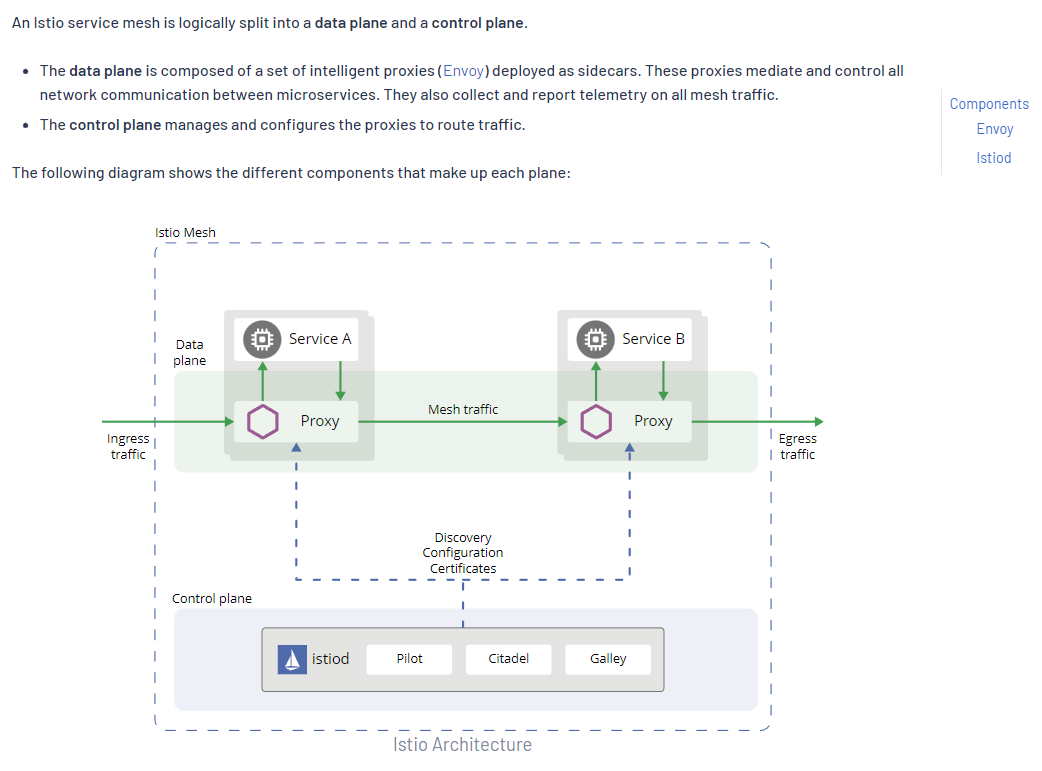 An Istio service mesh is logically split into a data plane and a control plane.
• The data plane is composed of a set of intelligent proxies (Envoy) deployed as sidecars. These proxies mediate and control all
network communication between microservices. They also collect and report telemetry on all mesh traffic.
• The control plane manages and configures the proxies to route traffic.
The following diagram shows the different components that make up each plane:
Components
Envoy
Istiod
Istio Mesh
Data
plane
Service A
Service B
Proxy
Mesh traffic
Proxy
Ingress
traffic
Egress
traffic
Discovery
Configuration
Certificates
Control plane
istiod
Pilot
Citadel
Galley
Istio Architecture